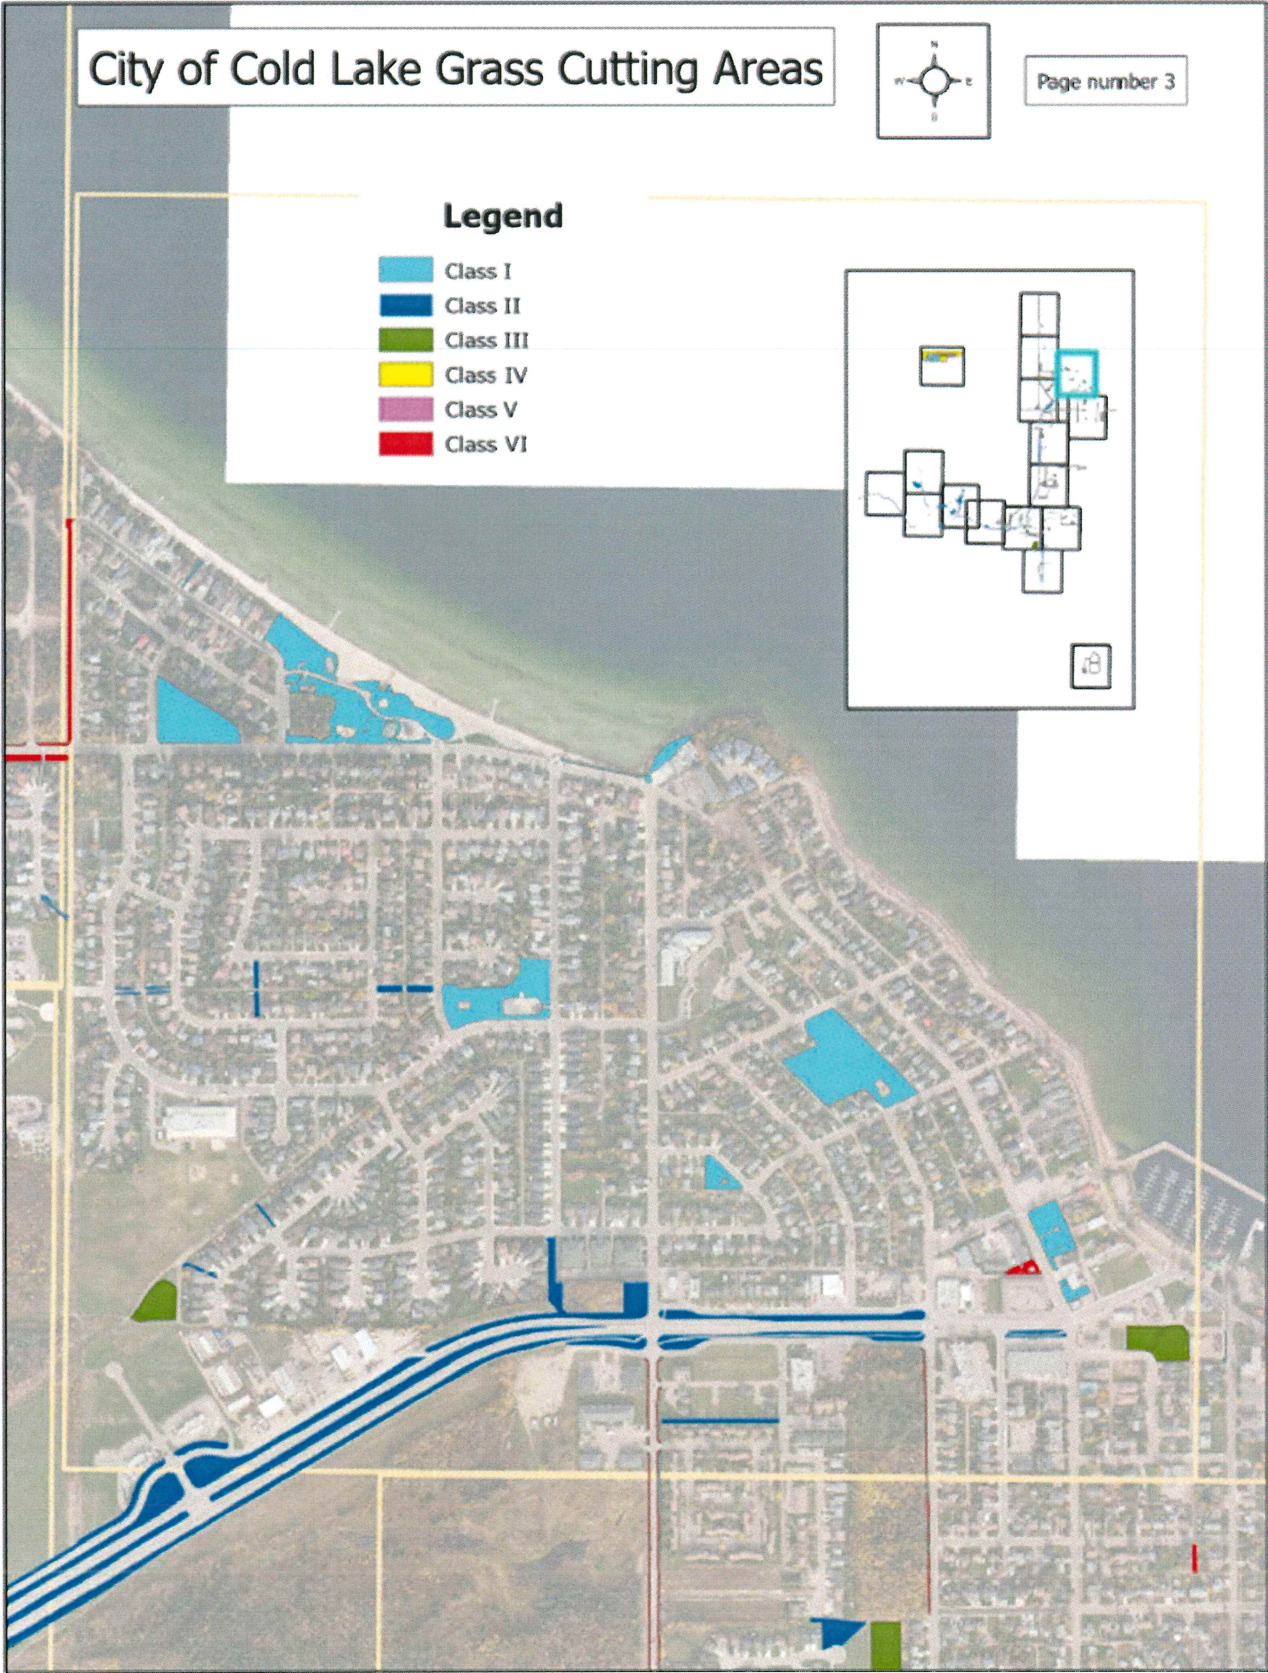 City of Cold Lake Grass Cutting Areas
N
W
E
S
Page number 3
Legend
Class I
Class II
Class III
Class IV
Class V
Class VI